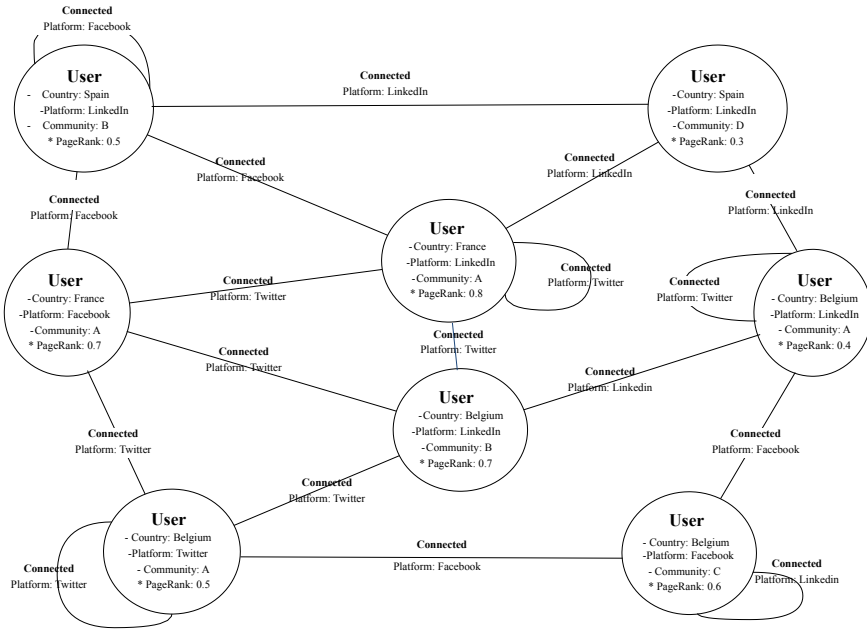 Connected
Platform: Facebook
User
- Country: Spain
-Platform: LinkedIn
- Community: B
* PageRank: 0.5
Connected
Platform: LinkedIn
User
- Country: Spain
-Platform: LinkedIn
- Community: D
* PageRank: 0.3
Connected
Platform: Facebook
Connected
Platform: Facebook
Connected
Platform: LinkedIn
Connected
Platform: LinkedIn
User
- Country: France
-Platform: LinkedIn
- Community: A
* PageRank: 0.8
Connected
Platform: Twitter
User
- Country: France
-Platform: Facebook
- Community: A
* PageRank: 0.7
Connected
Platform: Twitter
Connected
Platform: Twitter
User
- Country: Belgium
-Platform: LinkedIn
- Community: A
* PageRank: 0.4
Connected
Platform: Twitter
Connected
Platform: Twitter
Connected
Platform: Linkedin
User
- Country: Belgium
-Platform: LinkedIn
- Community: B
* PageRank: 0.7
Connected
Platform: Twitter
Connected
Platform: Facebook
Connected
Platform: Twitter
User
- Country: Belgium
-Platform: Twitter
- Community: A
* PageRank: 0.5
Connected
Platform: Twitter
Connected
Platform: Facebook
User
- Country: Belgium
-Platform: Facebook
- Community: C
* PageRank: 0.6
Connected
Platform: Linkedin